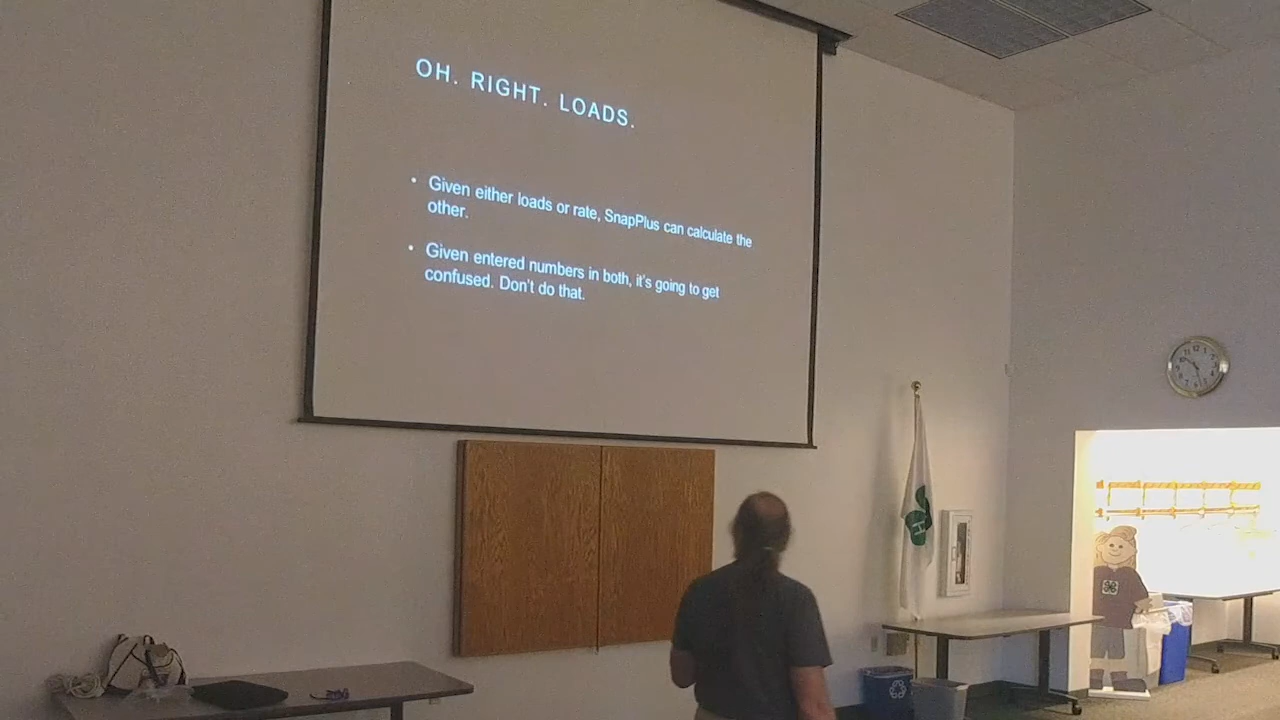 OH. RIGHT. LOADS.
• Given either loads or rate, SnapPlus can calculate the
other.
• Given entered numbers in both, it's going to get
confused. Don't do that.
H